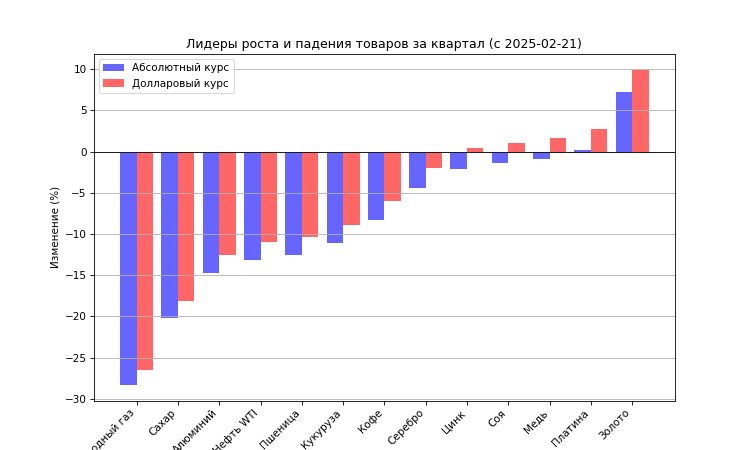 Лидеры роста и падения товаров за квартал (с 2025-02-21)
Абсолютный курс
Долларовый курс
Изменение (%)
10
5
0
−5
−10
−15
−20
−25
−30
одный газ
Сахар
Алюминий
Нефть WTI
Пшеница
Кукуруза
Кофе
Серебро
Цинк
Соя
Медь
Платина
Золото